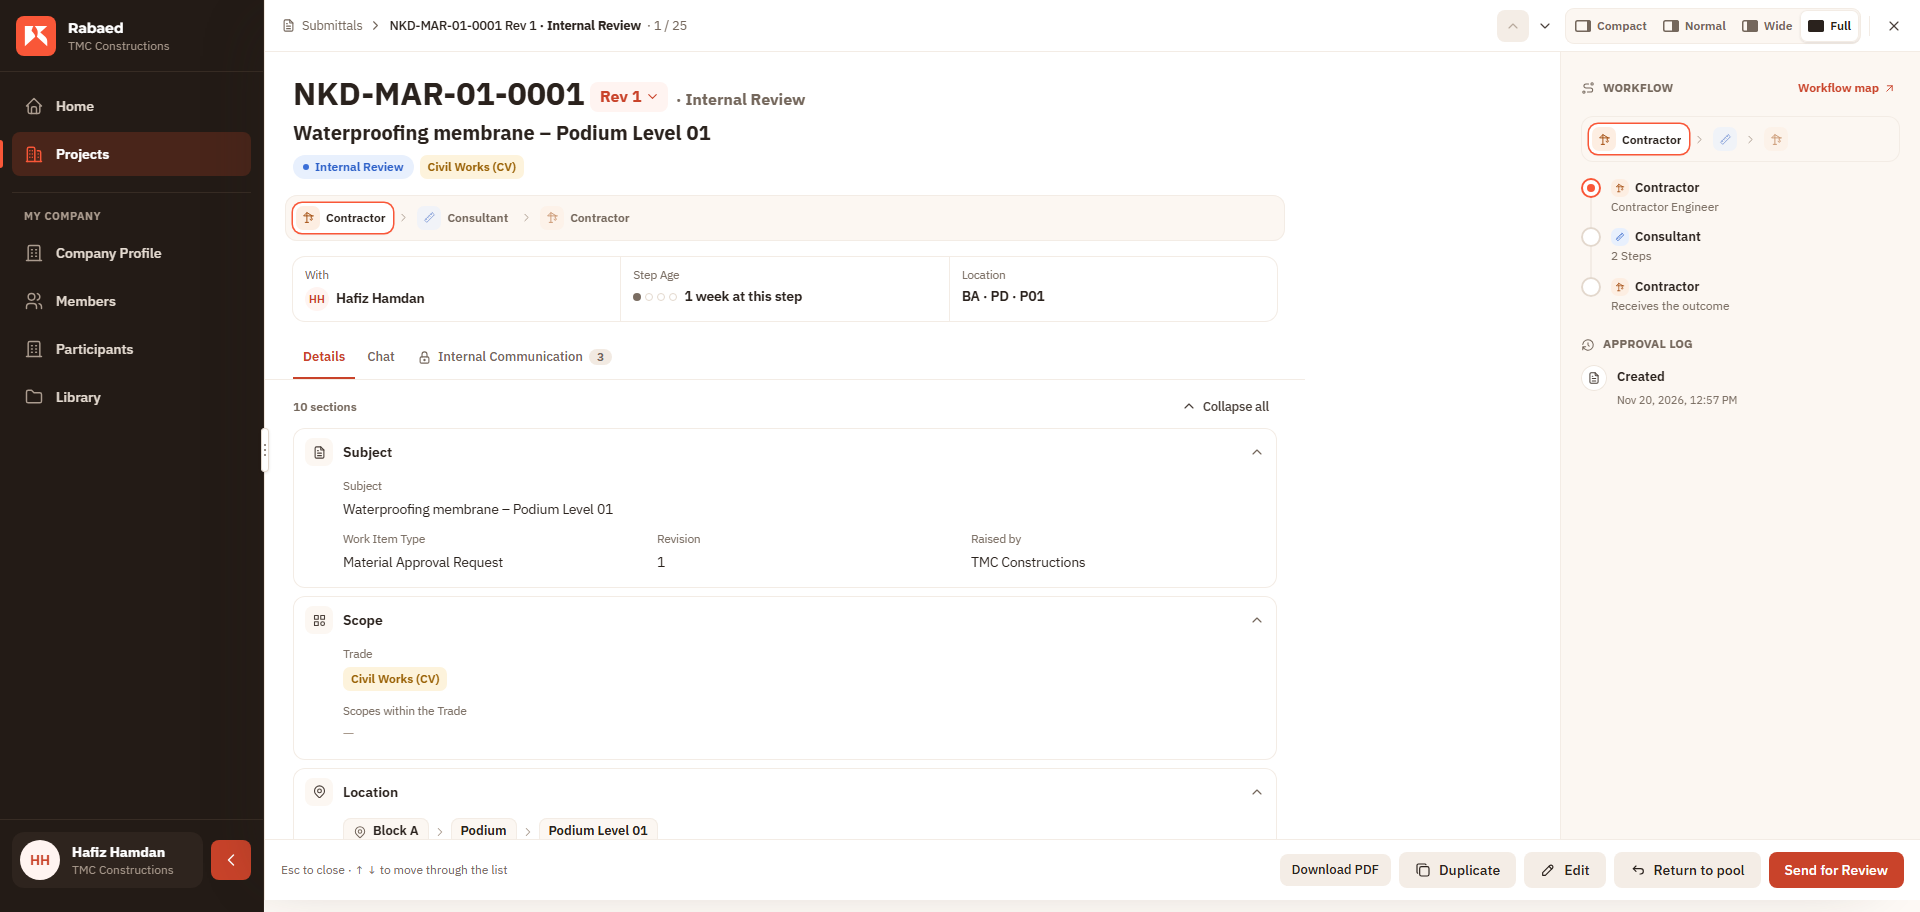 Rabaed
TMC Constructions
Home
Projects
MY COMPANY
Company Profile
Members
Participants
Library
HH
Hafiz Hamdan
TMC Constructions
Submittals
NKD-MAR-01-0001 Rev 1 · Internal Review · 1 / 25
Compact
Normal
Wide
Full
NKD-MAR-01-0001 Rev 1 · Internal Review
Waterproofing membrane – Podium Level 01
Internal Review
Civil Works (CV)
Contractor
Consultant
Contractor
With
HH Hafiz Hamdan
Step Age
1 week at this step
Location
BA · PD · P01
Details
Chat
Internal Communication 3
10 sections
Collapse all
Subject
Subject
Waterproofing membrane – Podium Level 01
Work Item Type
Material Approval Request
Revision
1
Raised by
TMC Constructions
Scope
Trade
Civil Works (CV)
Scopes within the Trade
—
Location
Block A
Podium
Podium Level 01
WORKFLOW
Workflow map
Contractor
Contractor
Contractor Engineer
Consultant
2 Steps
Contractor
Receives the outcome
APPROVAL LOG
Created
Nov 20, 2026, 12:57 PM
Esc to close · ↑ ↓ to move through the list
Download PDF
Duplicate
Edit
Return to pool
Send for Review